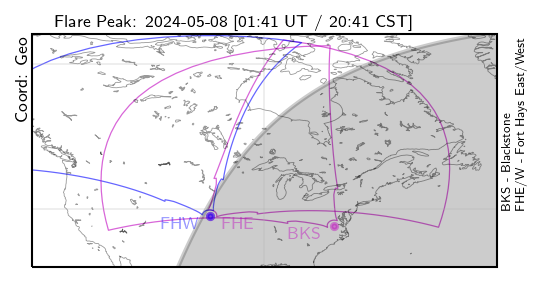 Flare Peak: 2024-05-08 [01:41 UT / 20:41 CST]
Coord: Geo
FHW
FHE
BKS
BKS - Blackstone
FHE/W - Fort Hays East/West